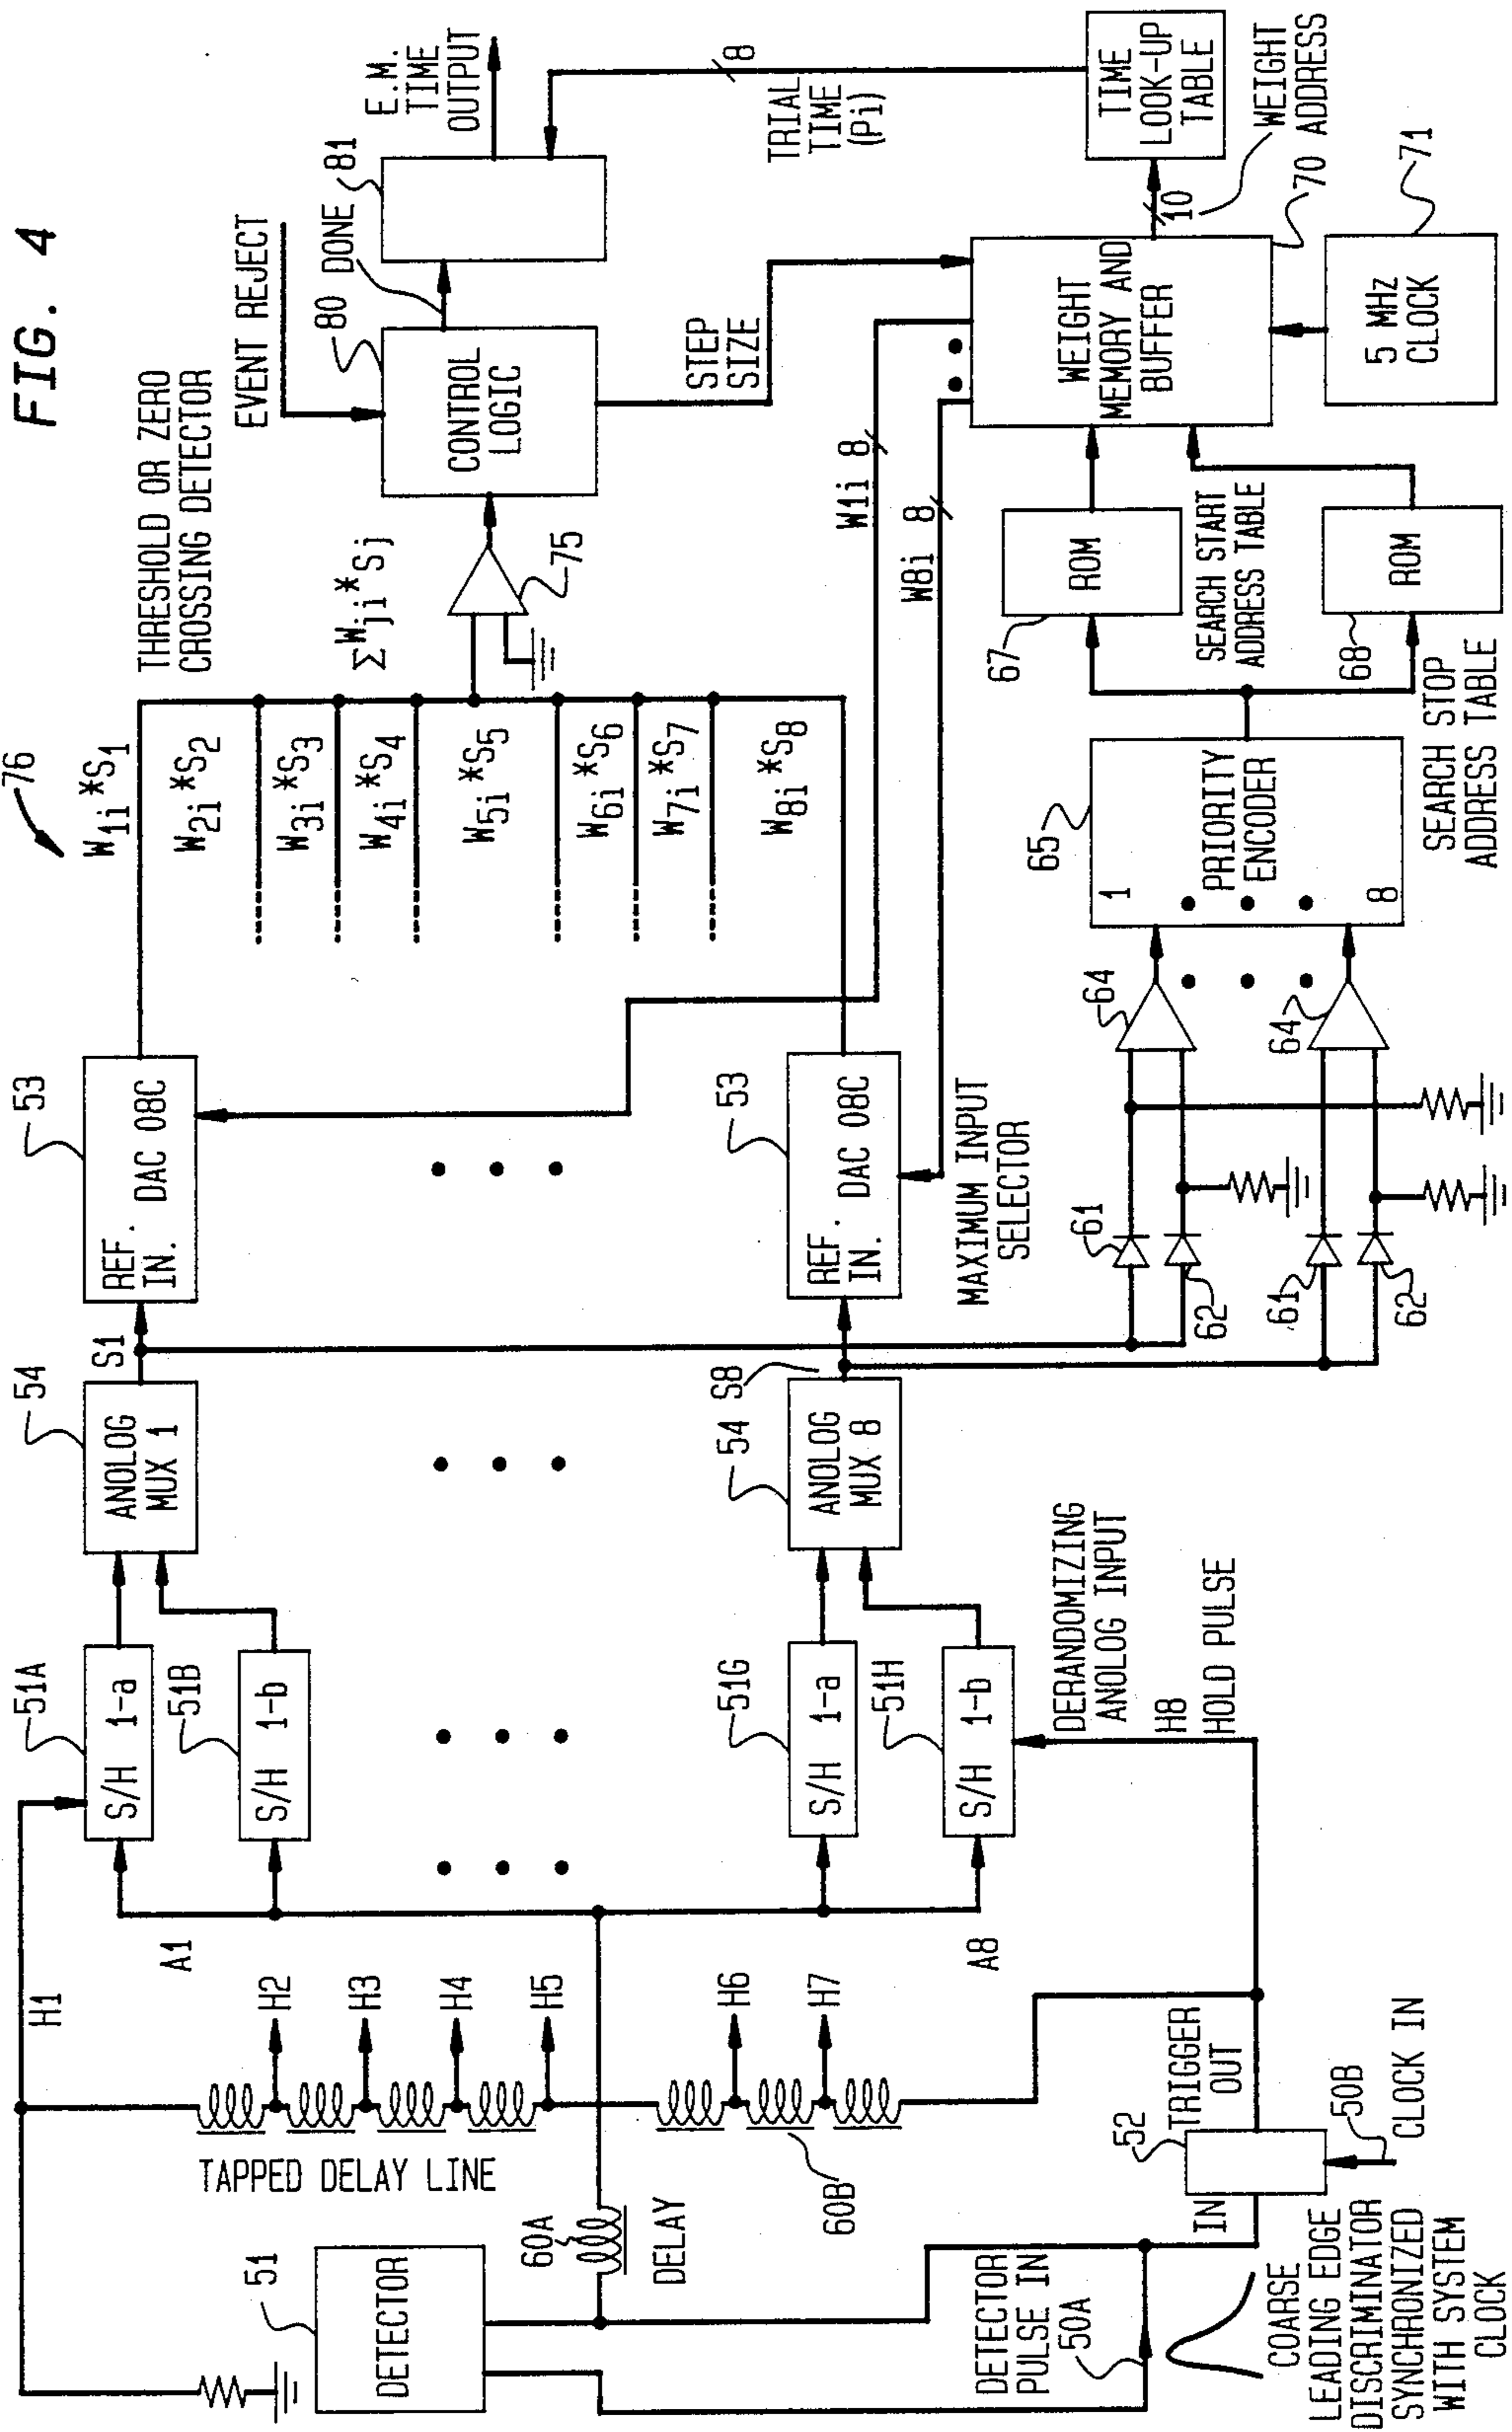 FIG. 4
76
THRESHOLD OR ZERO
CROSSING DETECTOR
EVENT REJECT
80
DONE
81
E.M.
TIME
OUTPUT
CONTROL
LOGIC
STEP
SIZE
TRIAL
TIME
(Pi)
8
ΣWji*Sj
75
W1i*S1
W2i*S2
W3i*S3
W4i*S4
W5i*S5
W6i*S6
W7i*S7
W8i*S8
W1i 8
W8i 8
WEIGHT
MEMORY AND
BUFFER
10
TIME
LOOK-UP
TABLE
WEIGHT
ADDRESS
70
5 MHz
CLOCK
71
ROM
67
SEARCH START
ADDRESS TABLE
ROM
68
SEARCH STOP
ADDRESS TABLE
65
1
PRIORITY
ENCODER
8
64
64
61
62
61
62
MAXIMUM INPUT
SELECTOR
53
REF.
IN.
DAC 08C
53
REF.
IN.
DAC 08C
S1
S8
54
ANOLOG
MUX 1
54
ANOLOG
MUX 8
51A
S/H 1-a
51B
S/H 1-b
51G
S/H 1-a
51H
S/H 1-b
DERANDOMIZING
ANOLOG INPUT
H8
HOLD PULSE
H1
A1
A8
H2
H3
H4
H5
H6
H7
TAPPED DELAY LINE
60A
DELAY
60B
51
DETECTOR
DETECTOR
PULSE IN
50A
IN
52
TRIGGER
OUT
50B
CLOCK IN
COARSE
LEADING EDGE
DISCRIMINATOR
SYNCHRONIZED
WITH SYSTEM
CLOCK